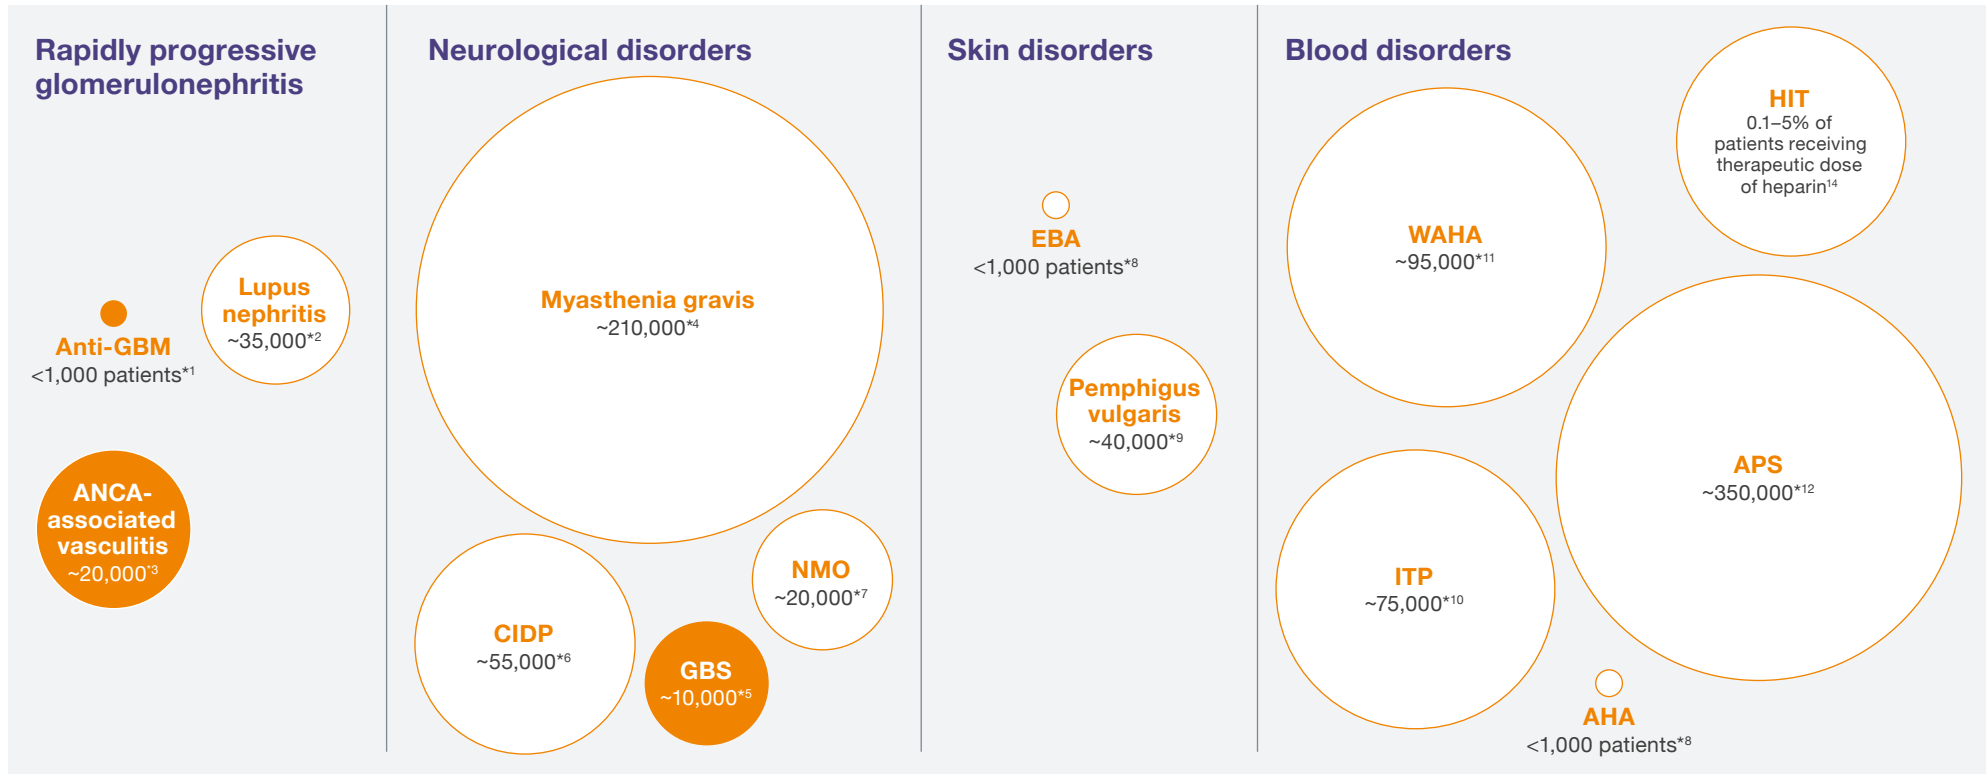 Rapidly progressive
glomerulonephritis
Anti-GBM
<1,000 patients*1
Lupus
nephritis
~35,000*2
ANCA-
associated
vasculitis
~20,000*3
Neurological disorders
Myasthenia gravis
~210,000*4
CIDP
~55,000*6
GBS
~10,000*5
NMO
~20,000*7
Skin disorders
EBA
<1,000 patients*8
Pemphigus
vulgaris
~40,000*9
Blood disorders
HIT
0.1–5% of
patients receiving
therapeutic dose
of heparin14
WAHA
~95,000*11
APS
~350,000*12
ITP
~75,000*10
AHA
<1,000 patients*8